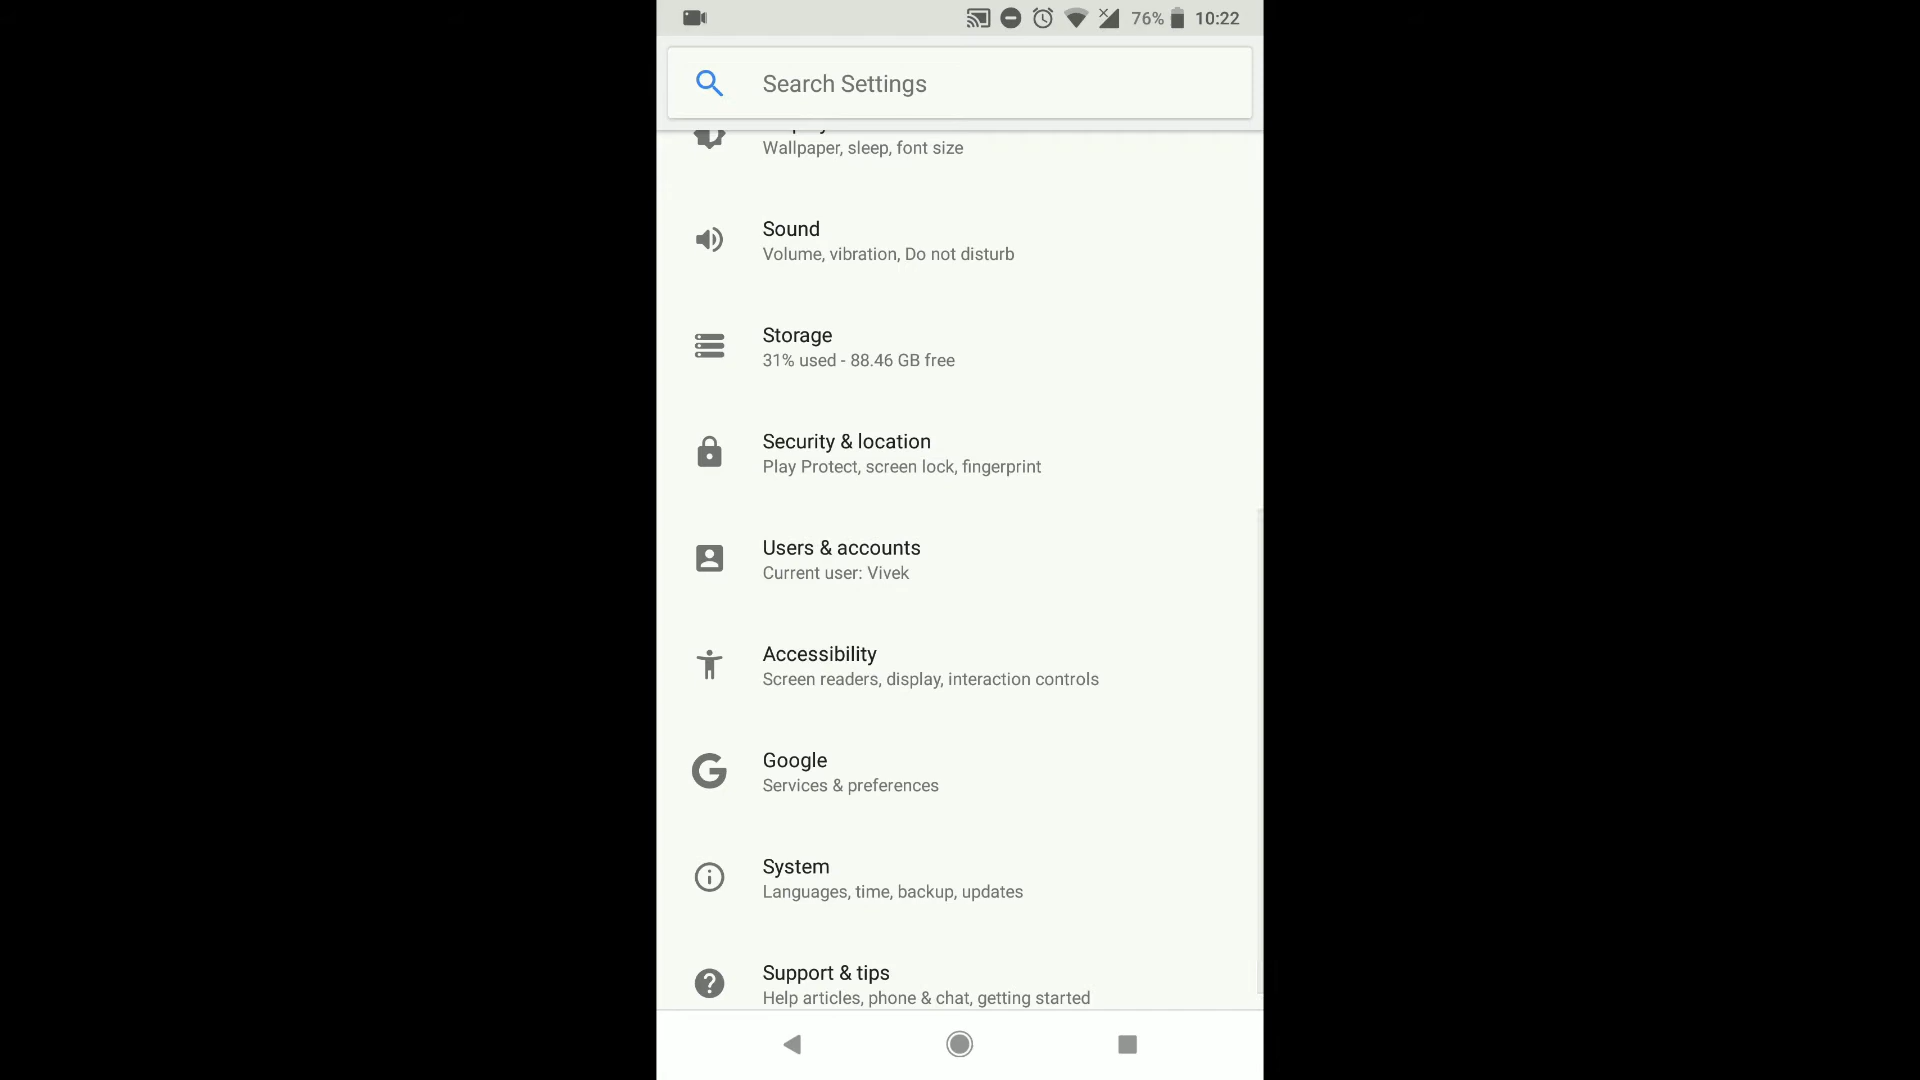 76% 10:22
Search Settings
Wallpaper, sleep, font size
Sound
Volume, vibration, Do not disturb
Storage
31% used - 88.46 GB free
Security & location
Play Protect, screen lock, fingerprint
Users & accounts
Current user: Vivek
Accessibility
Screen readers, display, interaction controls
Google
Services & preferences
System
Languages, time, backup, updates
Support & tips
Help articles, phone & chat, getting started